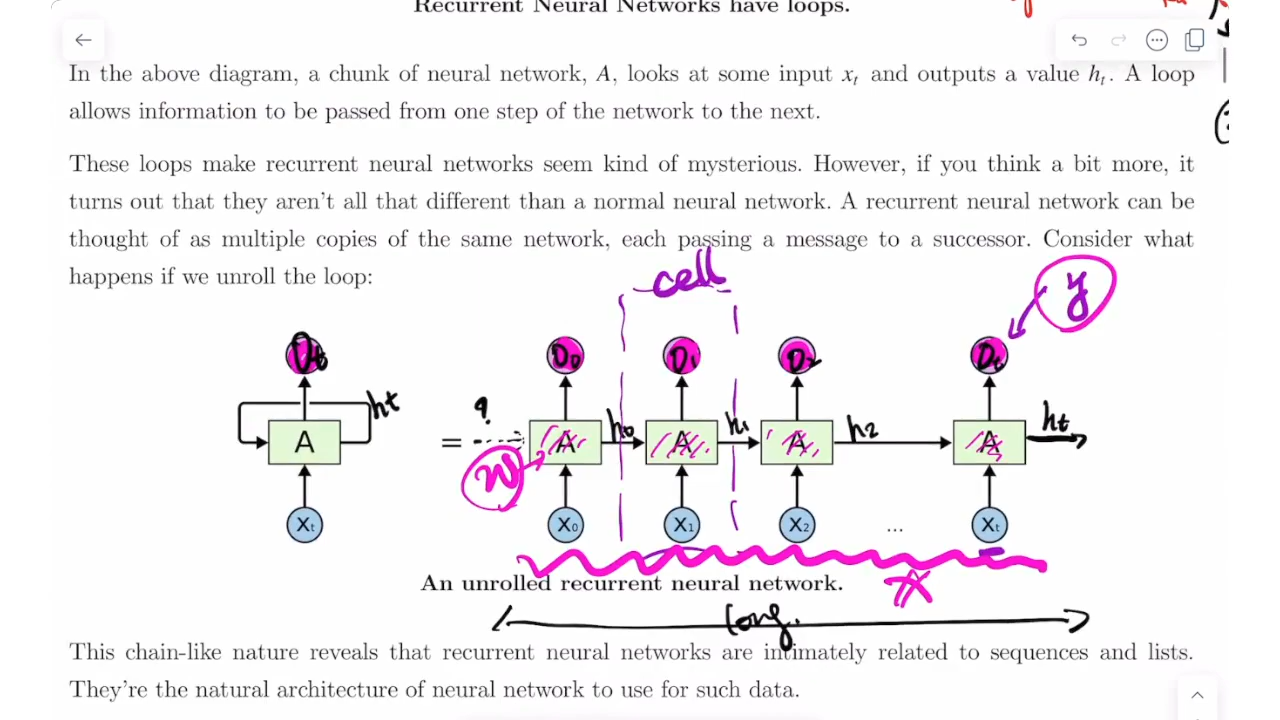 Recurrent Neural Networks have loops.
In the above diagram, a chunk of neural network, A, looks at some input xₜ and outputs a value hₜ. A loop
allows information to be passed from one step of the network to the next.
These loops make recurrent neural networks seem kind of mysterious. However, if you think a bit more, it
turns out that they aren't all that different than a normal neural network. A recurrent neural network can be
thought of as multiple copies of the same network, each passing a message to a successor. Consider what
happens if we unroll the loop:
cell
y
Oₜ O₀ O₁ O₂ Oₜ
hₜ ? h₀ h₁ h₂ hₜ
A = A A A A
W
Xₜ X₀ X₁ X₂ ... Xₜ
An unrolled recurrent neural network.
X
long.
This chain-like nature reveals that recurrent neural networks are intimately related to sequences and lists.
They're the natural architecture of neural network to use for such data.